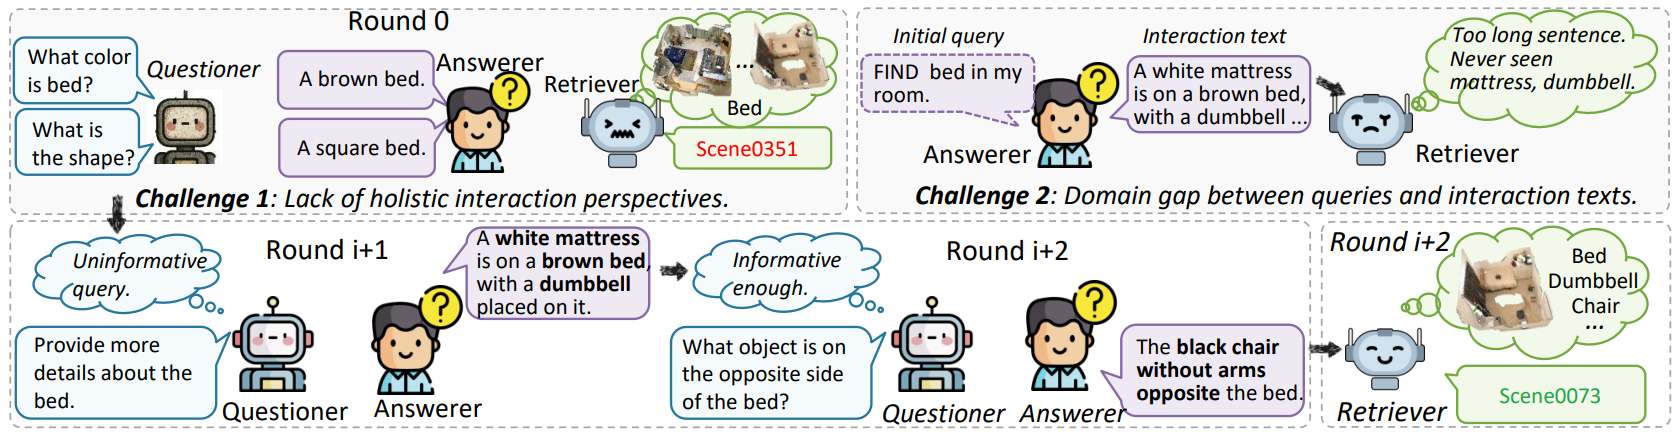 Round 0
What color
is bed?
Questioner
What is
the shape?
A brown bed.
A square bed.
Answerer
Retriever
...
Bed
Scene0351
Challenge 1: Lack of holistic interaction perspectives.
Initial query
FIND bed in my
room.
Answerer
Interaction text
A white mattress
is on a brown bed,
with a dumbbell ...
Retriever
Too long sentence.
Never seen
mattress, dumbbell.
Challenge 2: Domain gap between queries and interaction texts.
Uninformative
query.
Round i+1
Provide more
details about the
bed.
Questioner
Answerer
A white mattress
is on a brown bed,
with a dumbbell
placed on it.
Informative
enough.
Round i+2
What object is on
the opposite side
of the bed?
Questioner
Answerer
The black chair
without arms
opposite the bed.
Round i+2
Bed
Dumbbell
Chair
...
Retriever
Scene0073